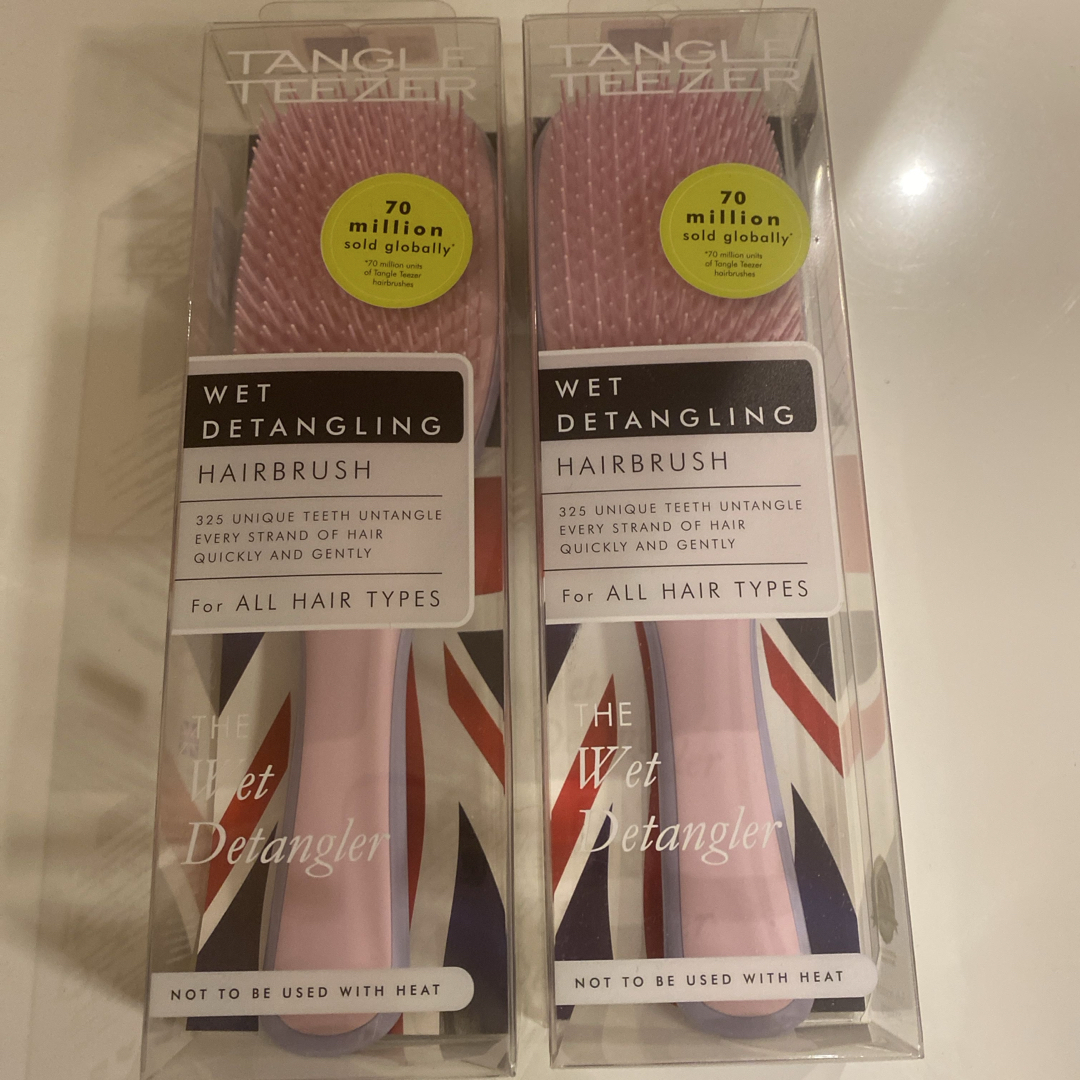 TANGLE
TEEZER
70
million
sold globally*
*70 million units
of Tangle Teezer
hairbrushes
WET
DETANGLING
HAIRBRUSH
325 UNIQUE TEETH UNTANGLE
EVERY STRAND OF HAIR
QUICKLY AND GENTLY
For ALL HAIR TYPES
THE
Wet
Detangler
NOT TO BE USED WITH HEAT
TANGLE
TEEZER
70
million
sold globally*
*70 million units
of Tangle Teezer
hairbrushes
WET
DETANGLING
HAIRBRUSH
325 UNIQUE TEETH UNTANGLE
EVERY STRAND OF HAIR
QUICKLY AND GENTLY
For ALL HAIR TYPES
THE
Wet
Detangler
NOT TO BE USED WITH HEAT